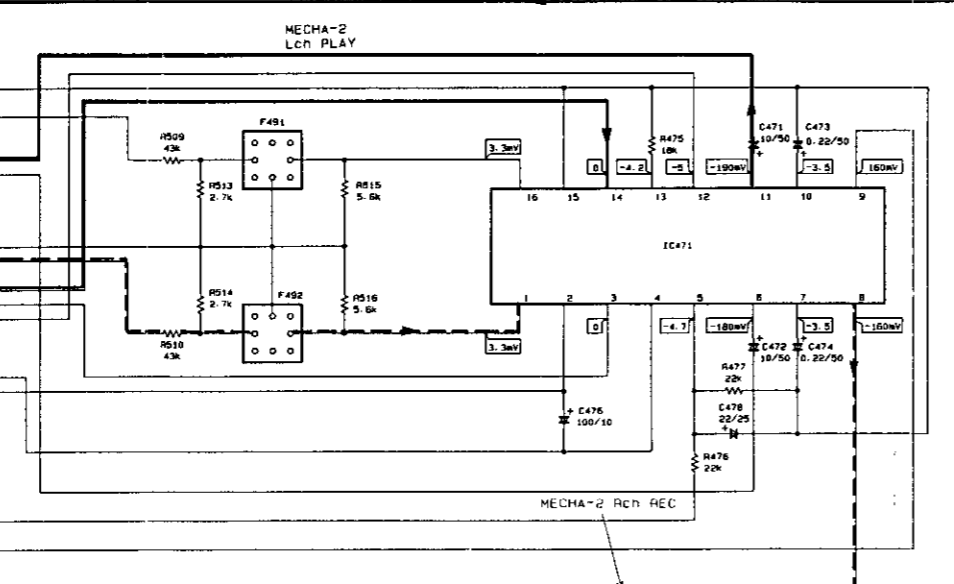 MECHA-2
Lch PLAY
R509
43k
F491
R513
2.7k
R515
5.6k
3.3mV
0
-4.2
R475
18k
-5
-190mV
C471
10/50
+
C473
0.22/50
+
-3.5
160mV
16 15 14 13 12 11 10 9
IC471
1 2 3 4 5 6 7 8
R514
2.7k
F492
R516
5.6k
R510
43k
3.3mV
0
-4.7
-180mV
-3.5
-160mV
C472
10/50
C474
0.22/50
R477
22k
+ C476
100/10
C478
22/25
+
R476
22k
MECHA-2 Rch REC